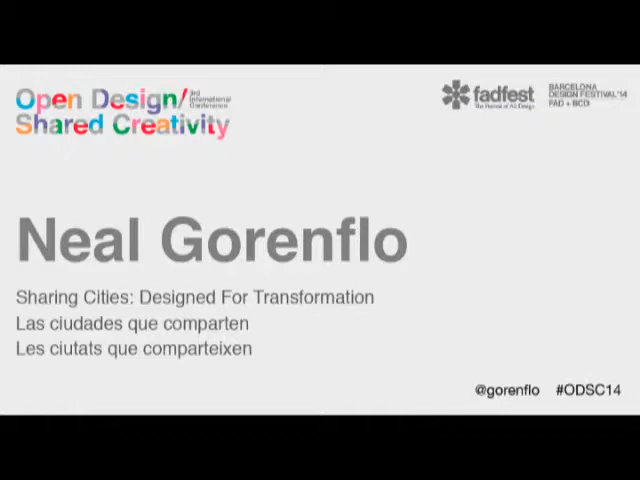 Open Design/
3rd
International
Conference
Shared Creativity
fadfest
BARCELONA
DESIGN FESTIVAL'14
FAD + BCD
Neal Gorenflo
Sharing Cities: Designed For Transformation
Las ciudades que comparten
Les ciutats que comparteixen
@gorenflo #ODSC14